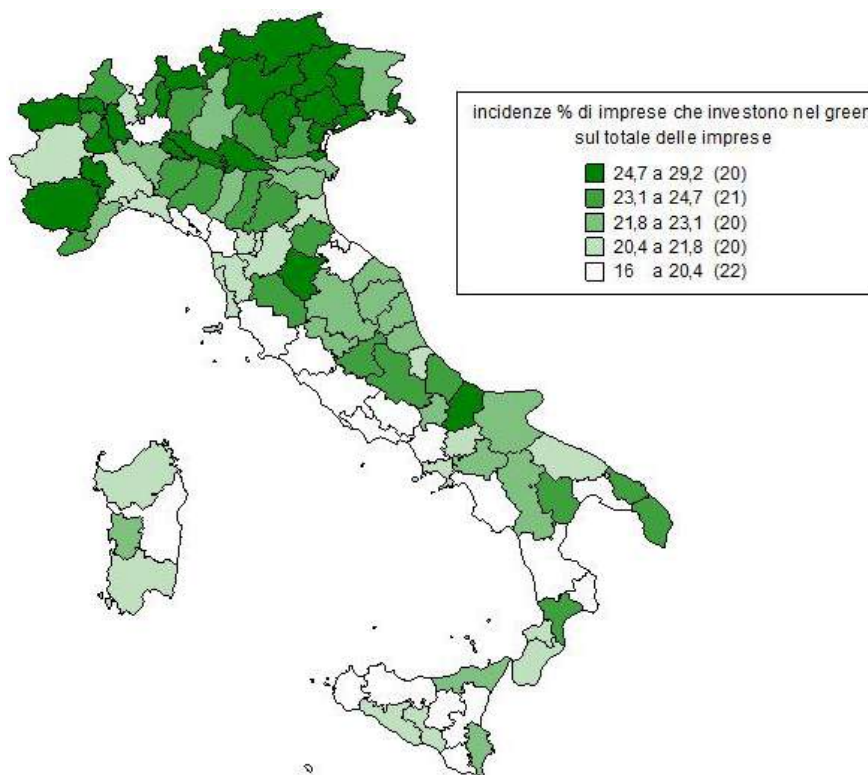 incidenze % di imprese che investono nel green
sul totale delle imprese
24,7 a 29,2 (20)
23,1 a 24,7 (21)
21,8 a 23,1 (20)
20,4 a 21,8 (20)
16 a 20,4 (22)